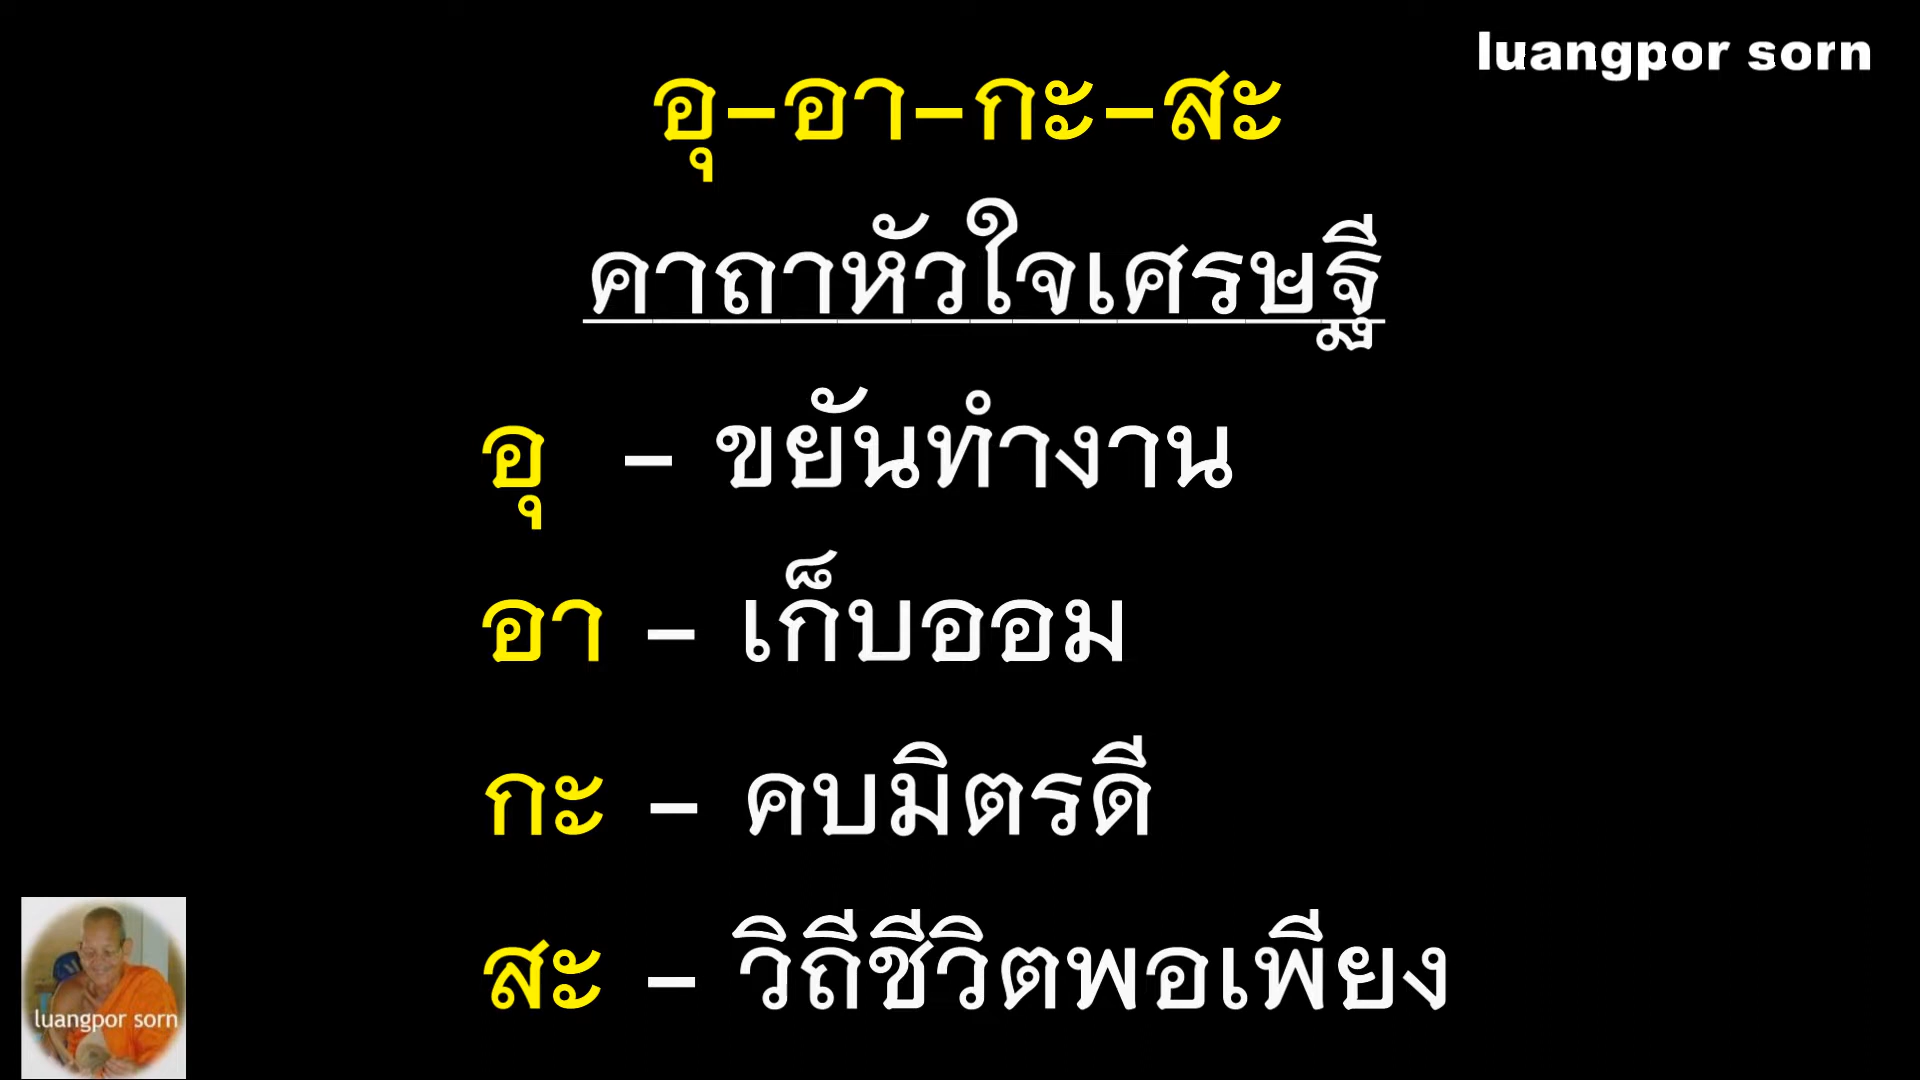 luangpor sorn
อุ-อา-กะ-สะ
คาถาหัวใจเศรษฐี
อุ - ขยันทำงาน
อา - เก็บออม
กะ - คบมิตรดี
สะ - วิถีชีวิตพอเพียง
luangpor sorn